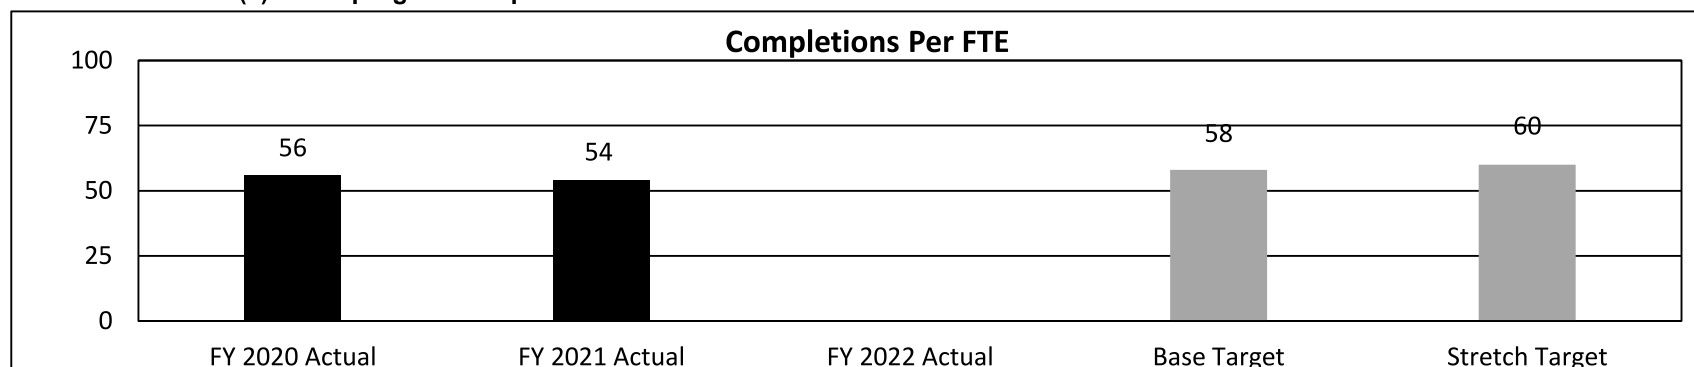 Completions Per FTE
100
75
50
25
0
56
54
58
60
FY 2020 Actual
FY 2021 Actual
FY 2022 Actual
Base Target
Stretch Target